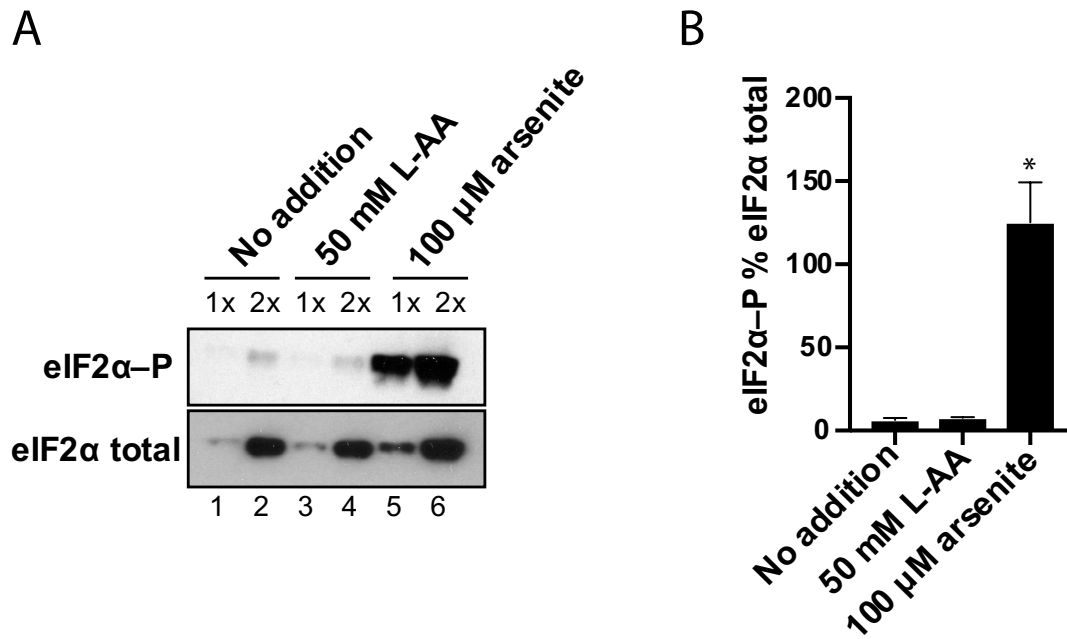 A
No addition
50 mM L-AA
100 µM arsenite
1x 2x 1x 2x 1x 2x
eIF2α–P
eIF2α total
1 2 3 4 5 6
B
eIF2α–P % eIF2α total
200
150
100
50
0
*
No addition
50 mM L-AA
100 µM arsenite